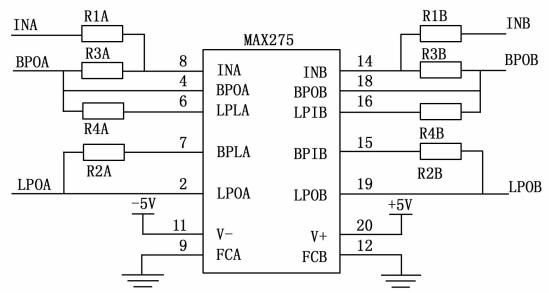 R1A R1B
INA INB
MAX275
BPOA R3A 8 INA INB 14 R3B BPOB
4 BPOA BPOB 18
6 LPLA LPIB 16
R4A R4B
7 BPLA BPIB 15
R2A R2B
LPOA 2 LPOA LPOB 19 LPOB
-5V +5V
11 V- V+ 20
9 FCA FCB 12